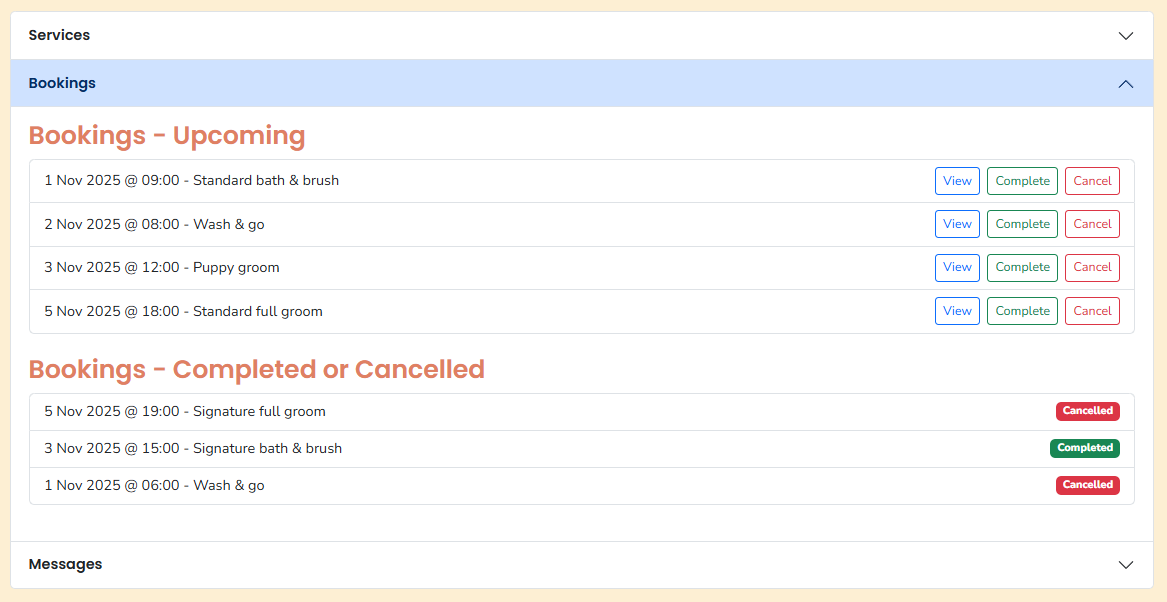 Services
Bookings
Bookings - Upcoming
1 Nov 2025 @ 09:00 - Standard bath & brush View Complete Cancel
2 Nov 2025 @ 08:00 - Wash & go View Complete Cancel
3 Nov 2025 @ 12:00 - Puppy groom View Complete Cancel
5 Nov 2025 @ 18:00 - Standard full groom View Complete Cancel
Bookings - Completed or Cancelled
5 Nov 2025 @ 19:00 - Signature full groom Cancelled
3 Nov 2025 @ 15:00 - Signature bath & brush Completed
1 Nov 2025 @ 06:00 - Wash & go Cancelled
Messages